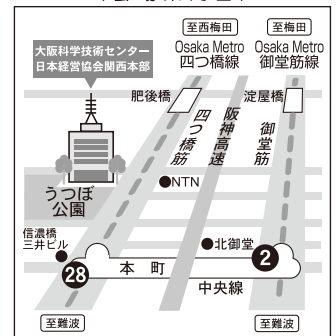 至西梅田
至梅田
Osaka Metro
四つ橋線
Osaka Metro
御堂筋線
大阪科学技術センター
日本経営協会関西本部
肥後橋
淀屋橋
四つ橋筋
阪神高速
御堂筋
NTN
うつぼ
公園
信濃橋
三井ビル
北御堂
2
28
本町
中央線
至難波
至難波